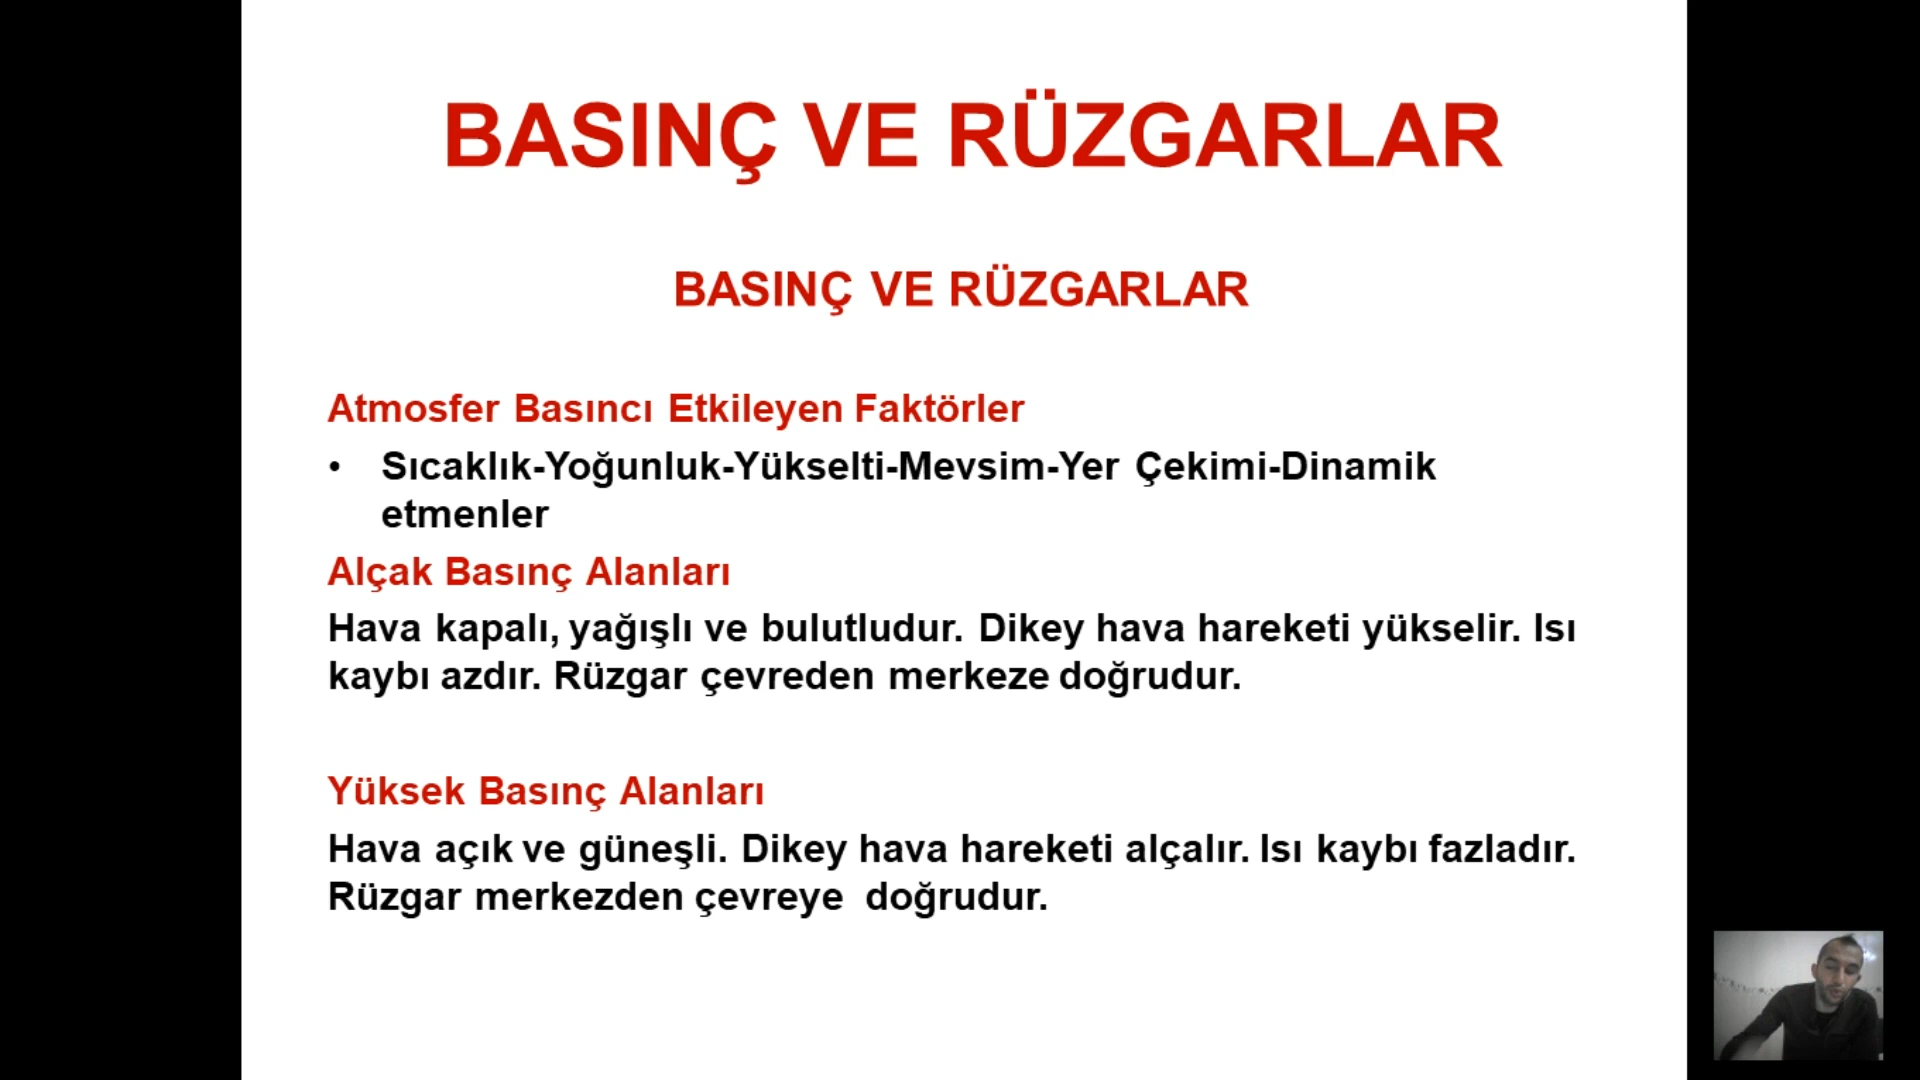 BASINÇ VE RÜZGARLAR
BASINÇ VE RÜZGARLAR
Atmosfer Basıncı Etkileyen Faktörler
• Sıcaklık-Yoğunluk-Yükselti-Mevsim-Yer Çekimi-Dinamik
etmenler
Alçak Basınç Alanları
Hava kapalı, yağışlı ve bulutludur. Dikey hava hareketi yükselir. Isı
kaybı azdır. Rüzgar çevreden merkeze doğrudur.
Yüksek Basınç Alanları
Hava açık ve güneşli. Dikey hava hareketi alçalır. Isı kaybı fazladır.
Rüzgar merkezden çevreye doğrudur.